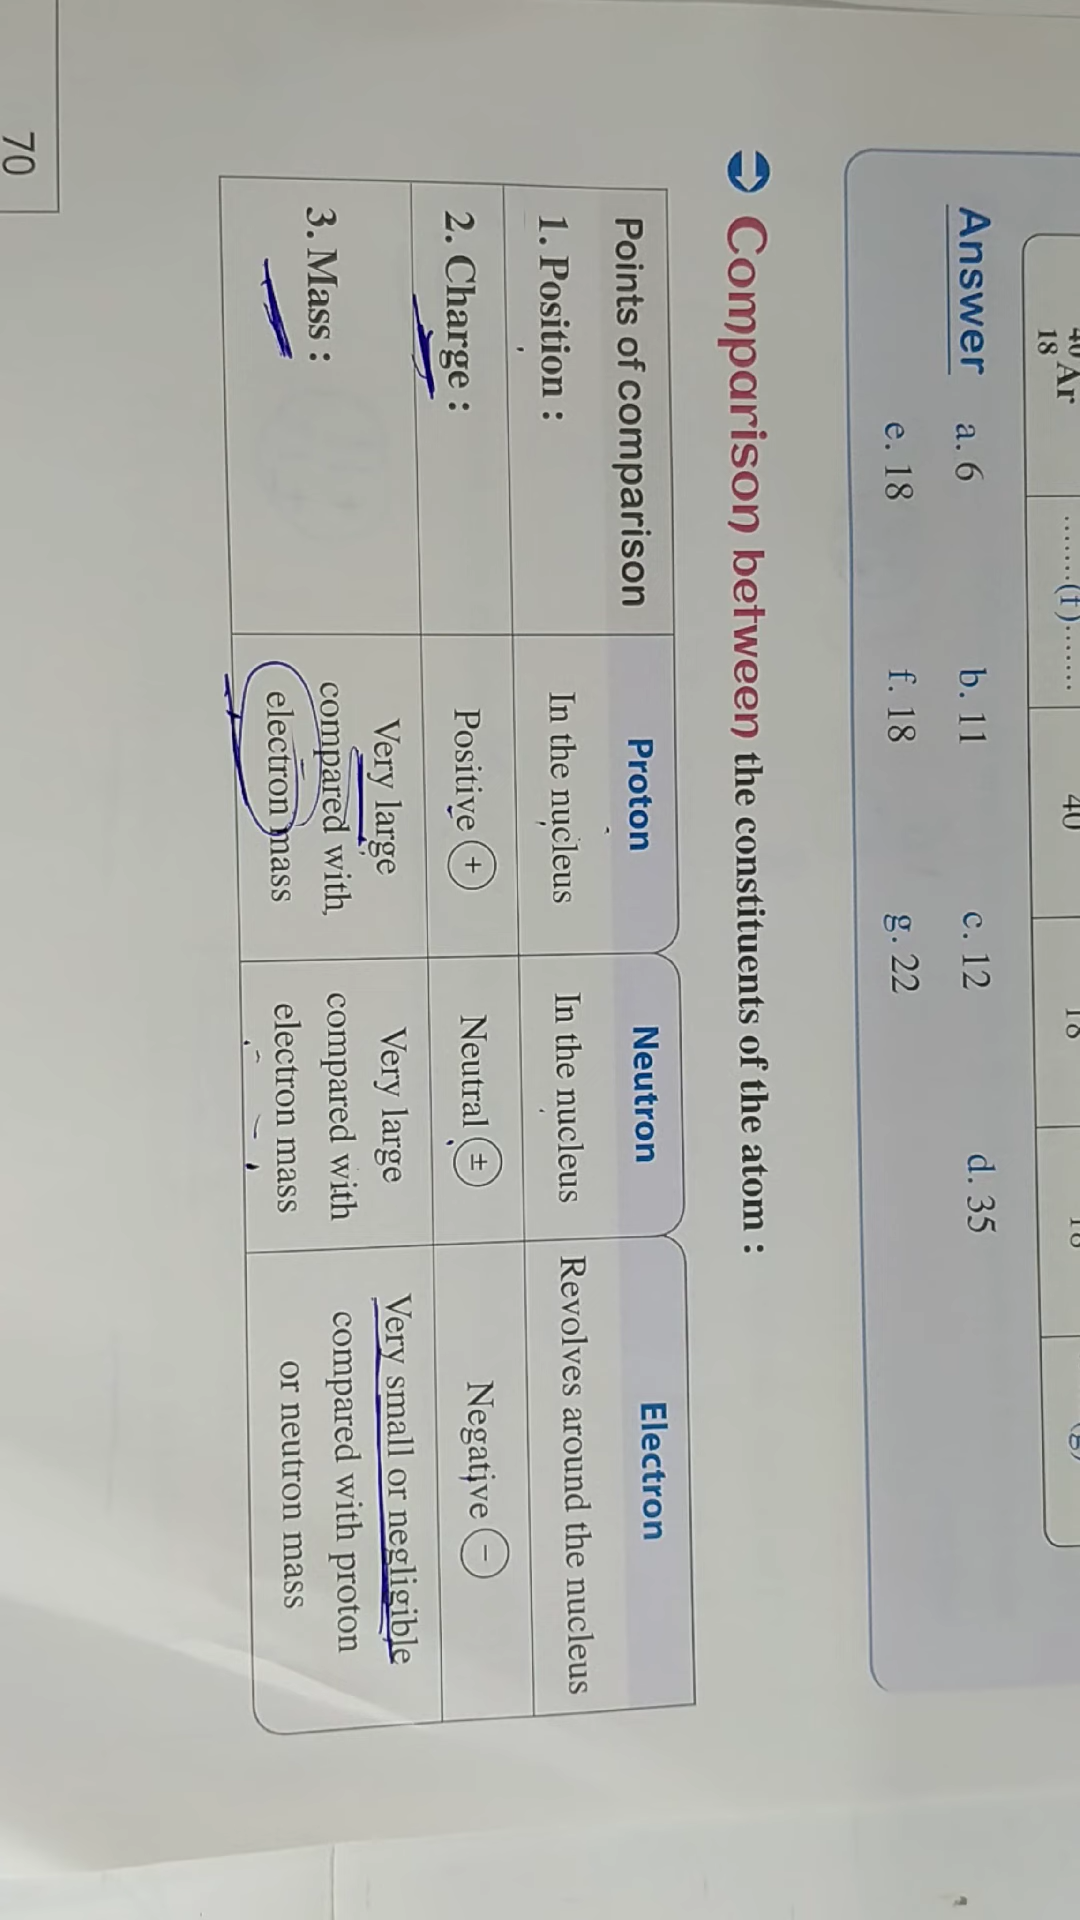 40
18 Ar
.......(f).......
40
18
18
(g)
Answer a. 6 b. 11 c. 12 d. 35
e. 18 f. 18 g. 22
Comparison between the constituents of the atom :
Points of comparison Proton Neutron Electron
1. Position : In the nucleus In the nucleus Revolves around the nucleus
2. Charge : Positive + Neutral ± Negative −
3. Mass :
Very large
compared with,
electron mass
Very large
compared with
electron mass
Very small or negligible
compared with proton
or neutron mass
70